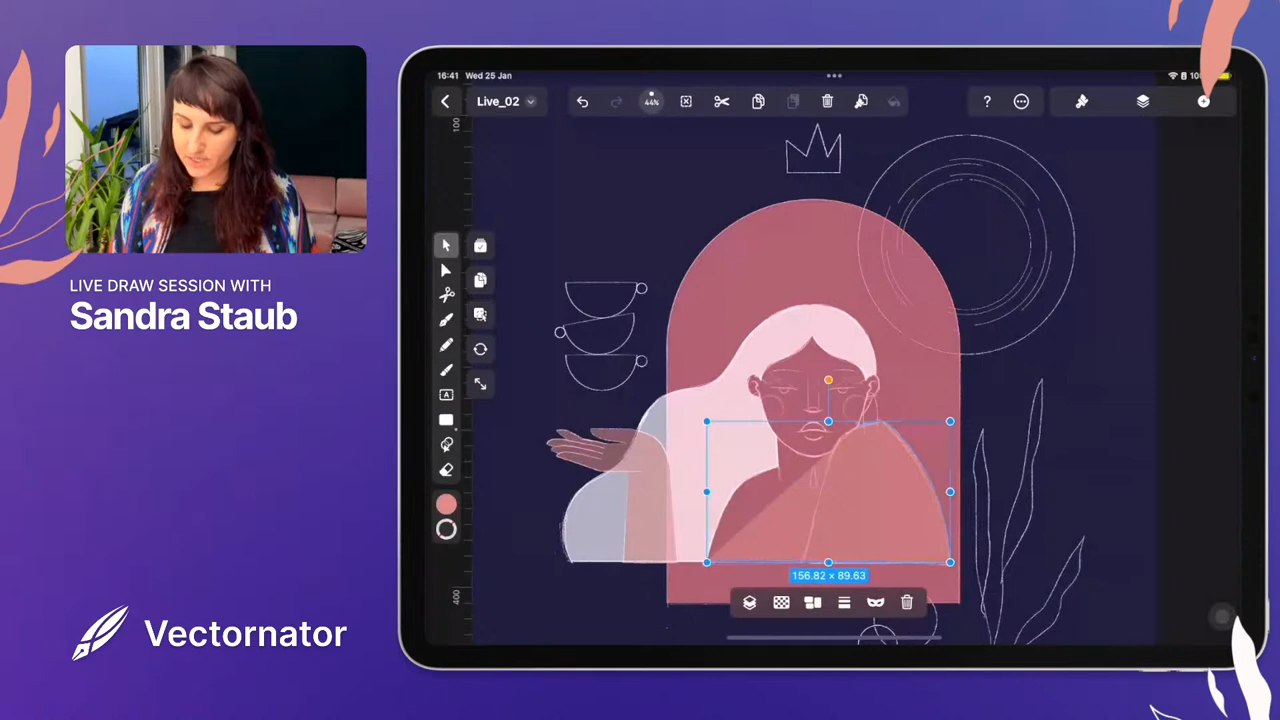 16:41 Wed 25 Jan
Live_02
44%
?
100
LIVE DRAW SESSION WITH
Sandra Staub
A
156.82 × 89.63
400
Vectornator